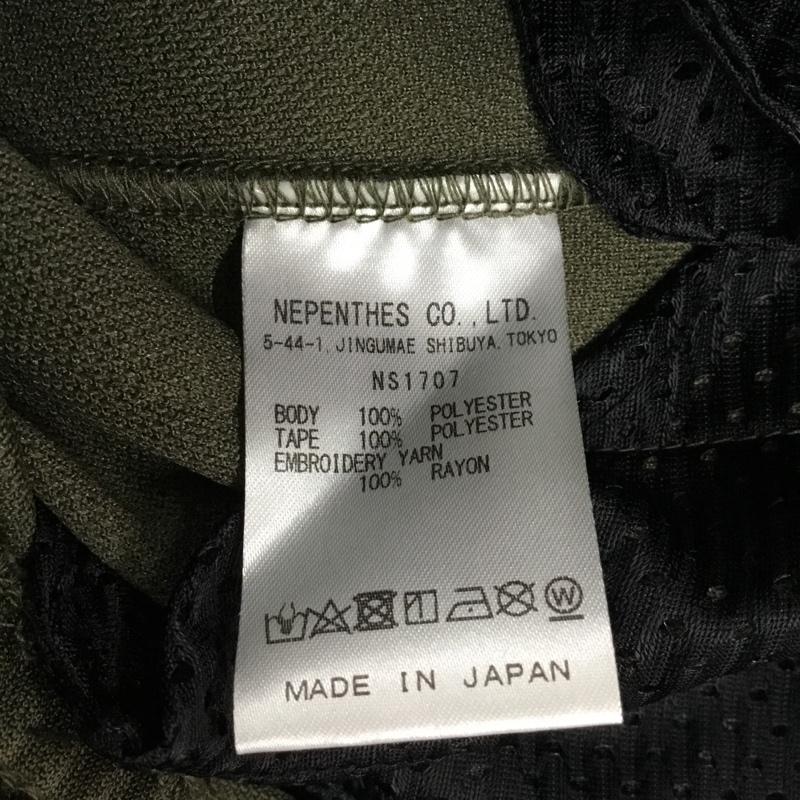 NEPENTHES CO.,LTD.
5-44-1, JINGUMAE SHIBUYA, TOKYO
NS1707
BODY 100% POLYESTER
TAPE 100% POLYESTER
EMBROIDERY YARN
100% RAYON
W
MADE IN JAPAN